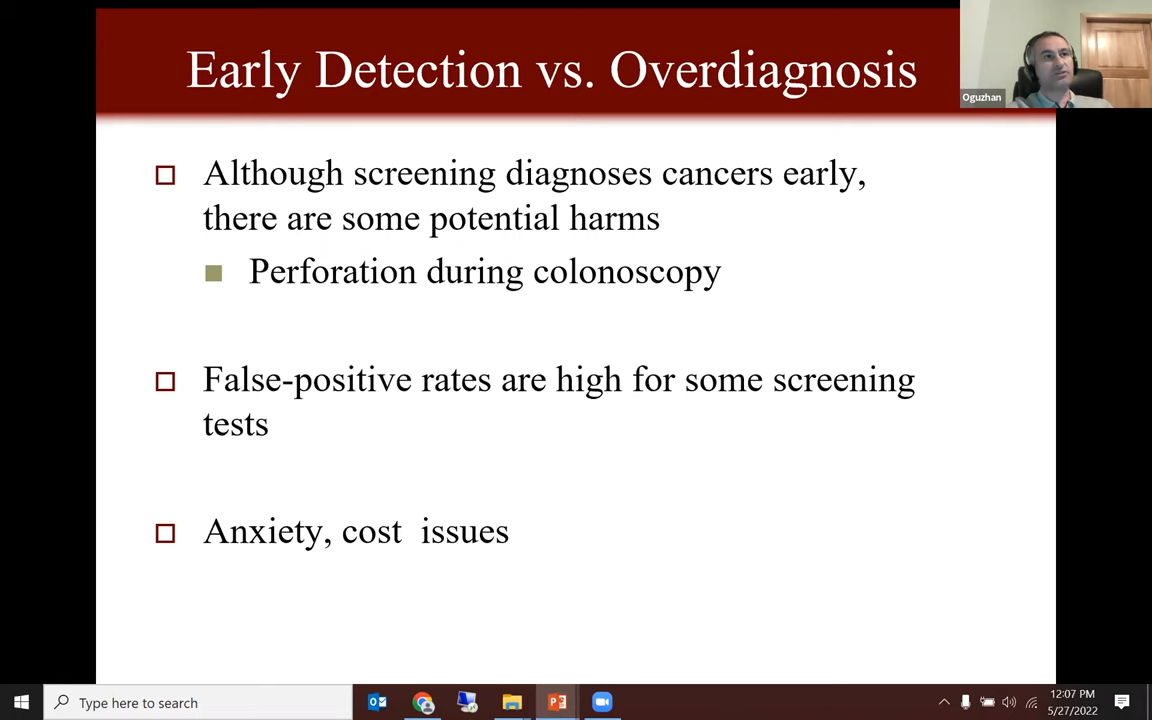 Early Detection vs. Overdiagnosis
Oguzhan
Although screening diagnoses cancers early,
there are some potential harms
Perforation during colonoscopy
False-positive rates are high for some screening
tests
Anxiety, cost  issues
Type here to search
12:07 PM
5/27/2022